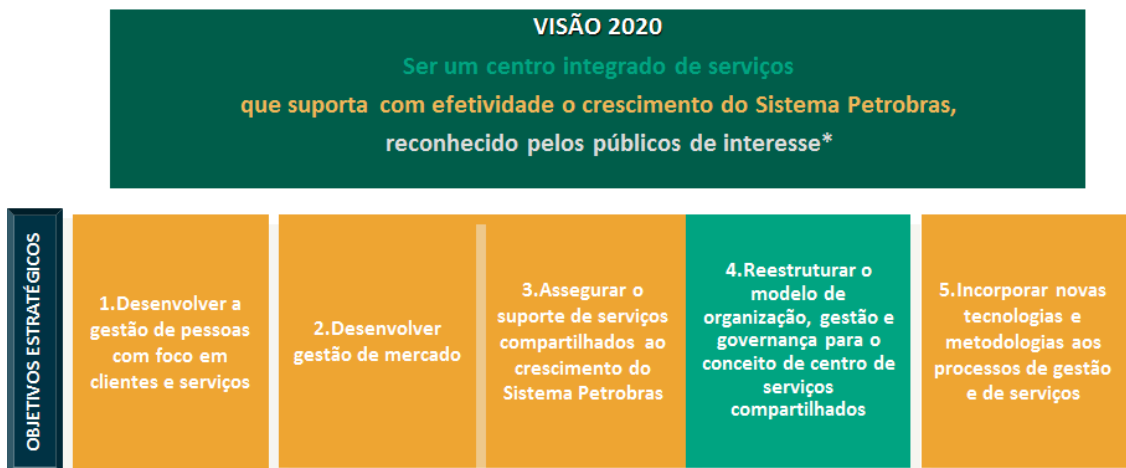 VISÃO 2020
Ser um centro integrado de serviços
que suporta com efetividade o crescimento do Sistema Petrobras,
reconhecido pelos públicos de interesse*
OBJETIVOS ESTRATÉGICOS
1.Desenvolver a
gestão de pessoas
com foco em
clientes e serviços
2.Desenvolver
gestão de mercado
3.Assegurar o
suporte de serviços
compartilhados ao
crescimento do
Sistema Petrobras
4.Reestruturar o
modelo de
organização, gestão e
governança para o
conceito de centro de
serviços
compartilhados
5.Incorporar novas
tecnologias e
metodologias aos
processos de gestão
e de serviços